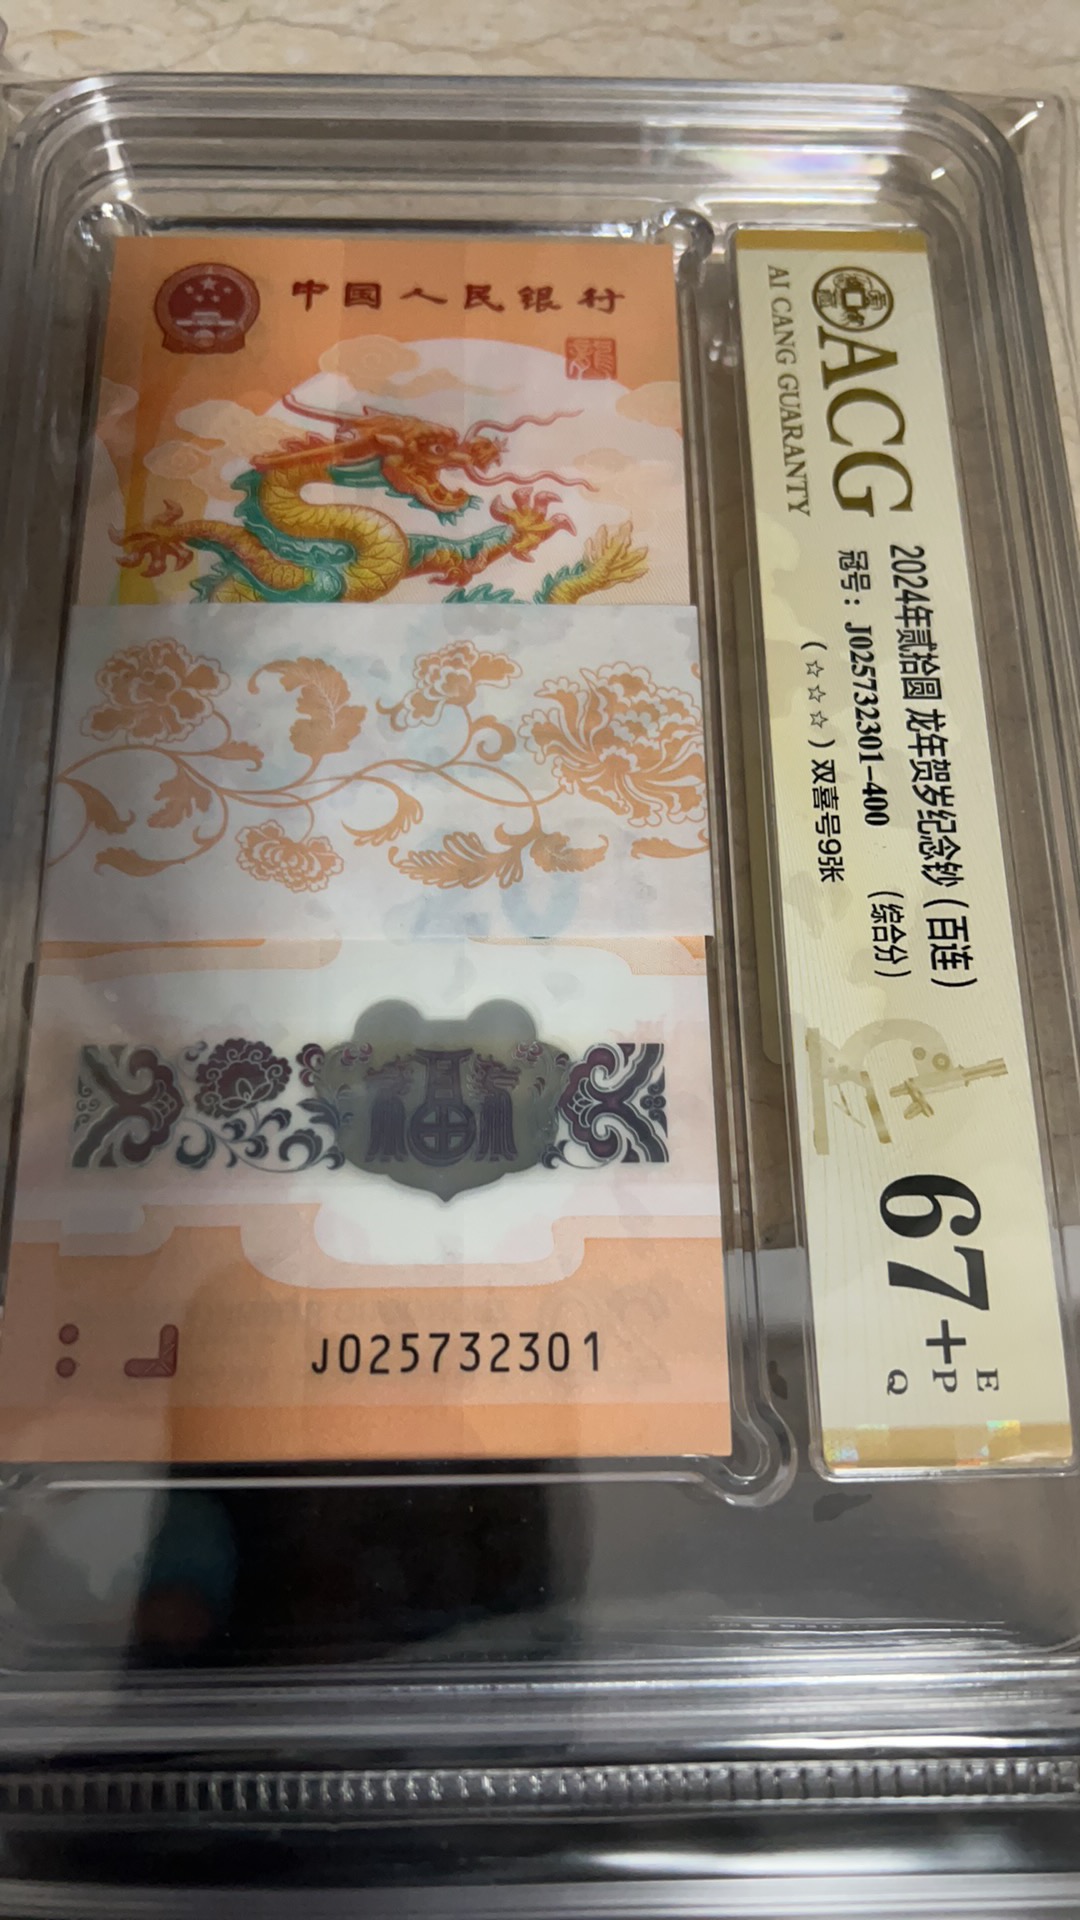 中国人民银行
龍
J025732301
ACG
AI CANG GUARANTY
2024年贰拾圆 龙年贺岁纪念钞（百连）
冠号：J025732301-400 （综合分）
（☆☆☆）双喜号9张
67+
E
P
Q